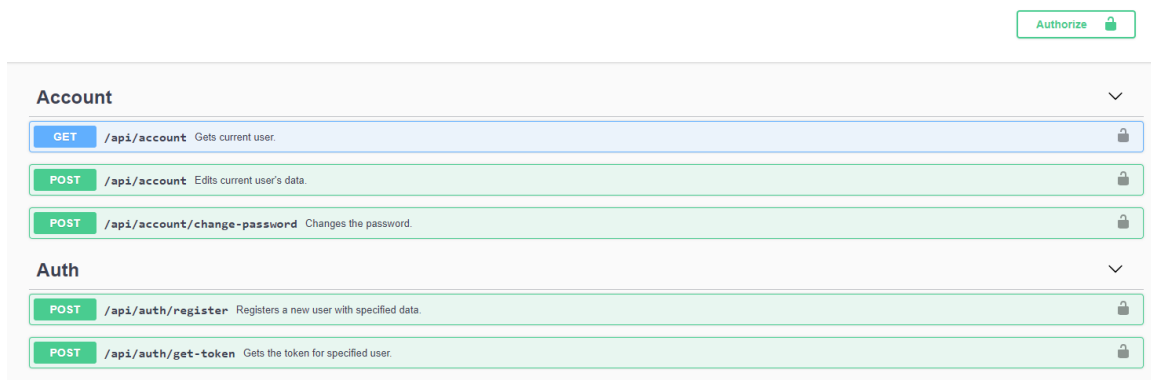 Authorize
Account
GET /api/account Gets current user.
POST /api/account Edits current user's data.
POST /api/account/change-password Changes the password.
Auth
POST /api/auth/register Registers a new user with specified data.
POST /api/auth/get-token Gets the token for specified user.